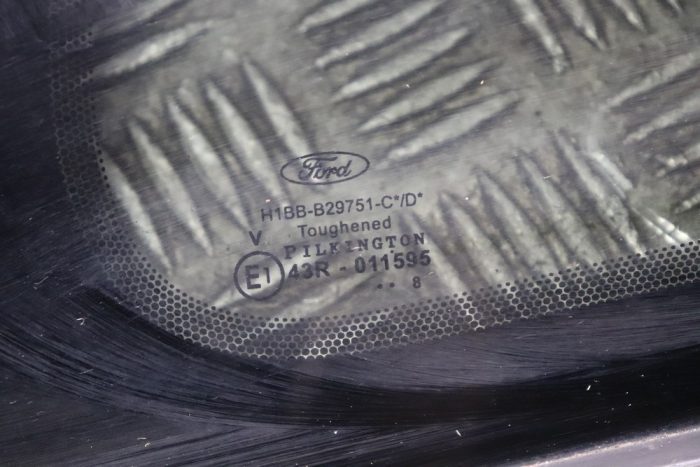 Ford
H1BB-B29751-C*/D*
Toughened
V
PILKINGTON
E1 43R - 011595
.. 8